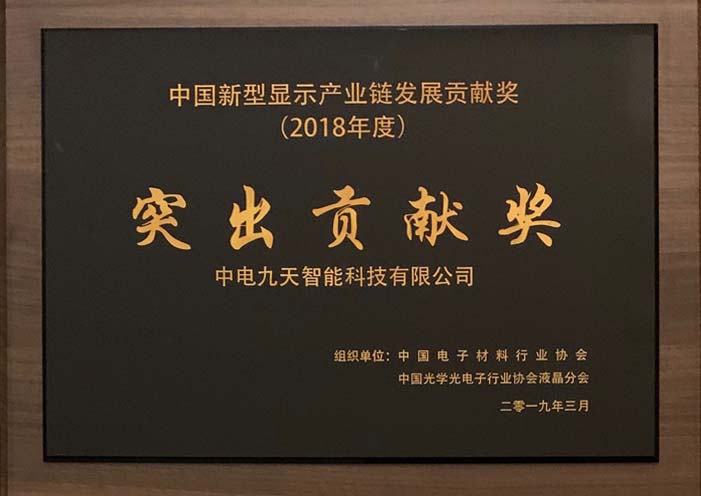 中国新型显示产业链发展贡献奖
（2018年度）
突出贡献奖
中电九天智能科技有限公司
组织单位：中国电子材料行业协会
中国光学光电子行业协会液晶分会
二零一九年三月